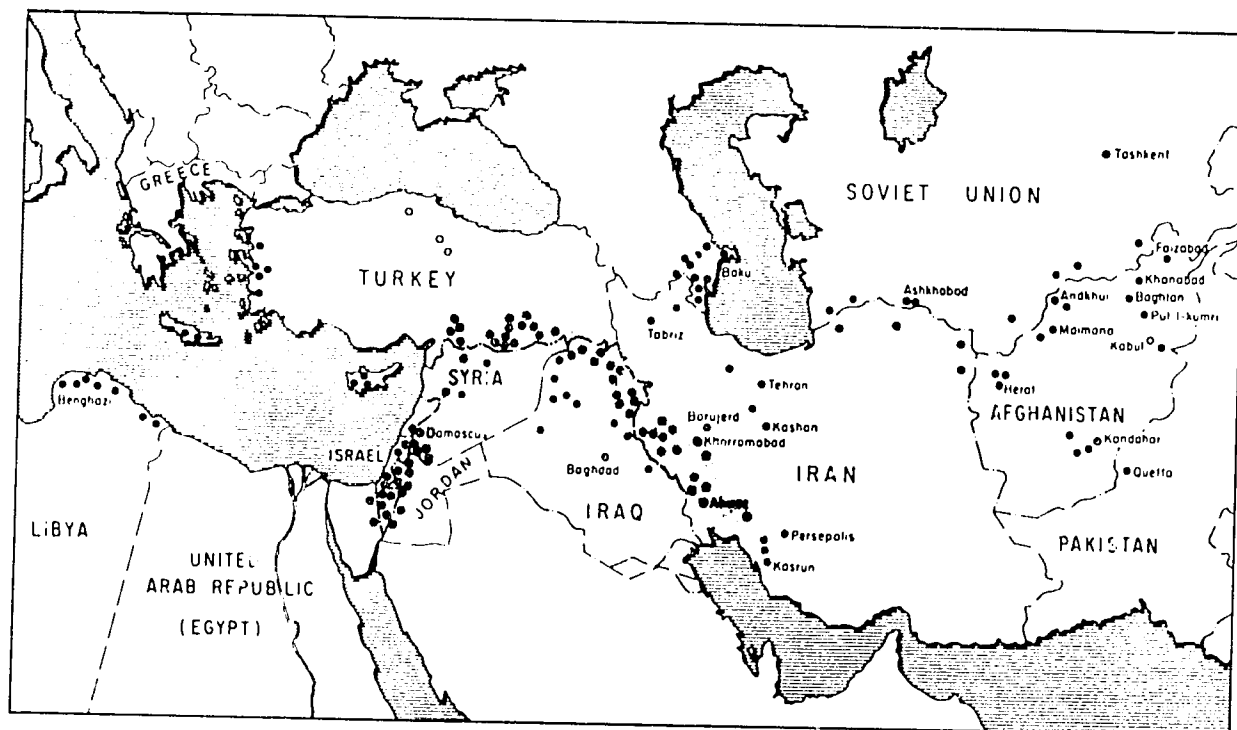 GREECE
TURKEY
SOVIET UNION
Tashkent
Baku
Tabriz
Ashkhabad
Faizabad
Khanabad
Andkhui
Baghlan
Pul I-kumri
Maimana
Kabul
Tehran
Herat
AFGHANISTAN
Borujerd
Kashan
Khorramabad
Kandahar
Quetta
SYRIA
Benghazi
Damascus
ISRAEL
JORDAN
Baghdad
IRAQ
IRAN
Persepolis
Kasrun
PAKISTAN
LIBYA
UNITED
ARAB REPUBLIC
(EGYPT)